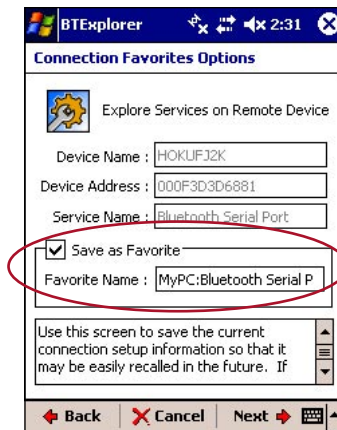 BTExplorer 2:31
Connection Favorites Options
Explore Services on Remote Device
Device Name : HOKUFJ2K
Device Address : 000F3D3D6881
Service Name : Bluetooth Serial Port
Save as Favorite
Favorite Name : MyPC:Bluetooth Serial P
Use this screen to save the current
connection setup information so that it
may be easily recalled in the future. If
Back Cancel Next